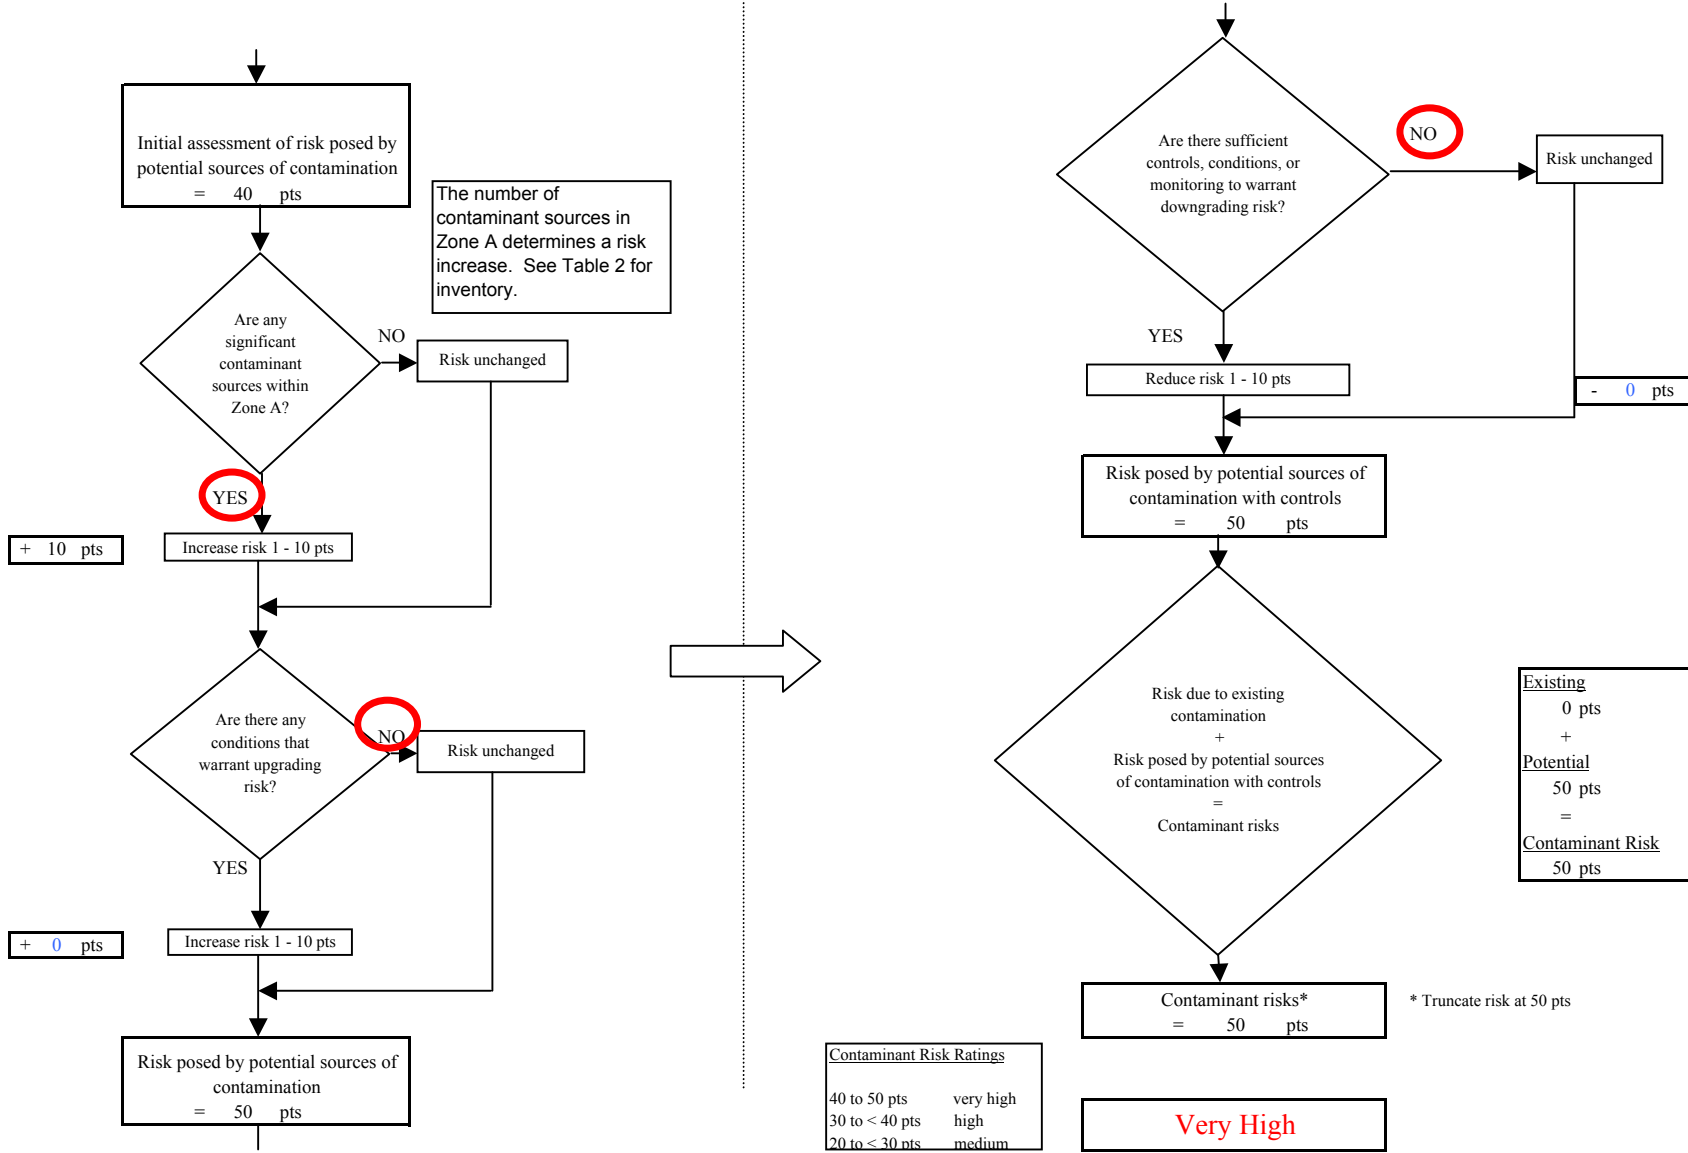 Initial assessment of risk posed by
potential sources of contamination
= 40 pts
The number of
contaminant sources in
Zone A determines a risk
increase. See Table 2 for
inventory.
Are any
significant
contaminant
sources within
Zone A?
NO
Risk unchanged
YES
+ 10 pts
Increase risk 1 - 10 pts
Are there any
conditions that
warrant upgrading
risk?
NO
Risk unchanged
YES
+ 0 pts
Increase risk 1 - 10 pts
Risk posed by potential sources of
contamination
= 50 pts
Are there sufficient
controls, conditions, or
monitoring to warrant
downgrading risk?
NO
Risk unchanged
YES
Reduce risk 1 - 10 pts
- 0 pts
Risk posed by potential sources of
contamination with controls
= 50 pts
Risk due to existing
contamination
+
Risk posed by potential sources
of contamination with controls
=
Contaminant risks
Existing
0 pts
+
Potential
50 pts
=
Contaminant Risk
50 pts
Contaminant risks*
= 50 pts
* Truncate risk at 50 pts
Contaminant Risk Ratings
40 to 50 pts very high
30 to < 40 pts high
20 to < 30 pts medium
Very High